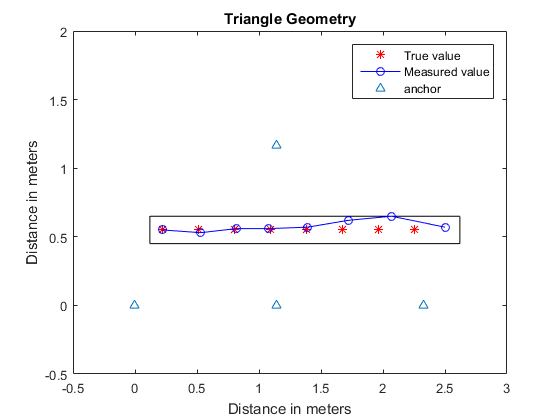 Triangle Geometry
True value
Measured value
anchor
2
1.5
1
0.5
0
-0.5
Distance in meters
-0.5
0
0.5
1
1.5
2
2.5
3
Distance in meters